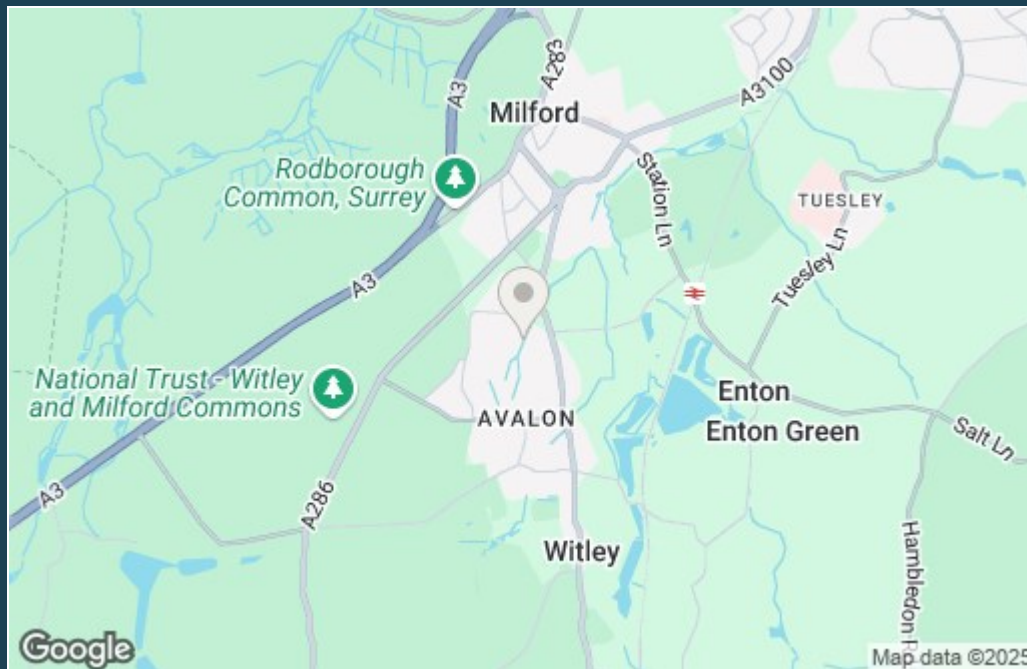 A283
A3
A3100
Milford
Rodborough
Common, Surrey
Station Ln
TUESLEY
Tuesley Ln
A3
National Trust - Witley
and Milford Commons
Enton
AVALON
Enton Green
Salt Ln
A3
A286
Witley
Hambledon
Google
Map data ©2025